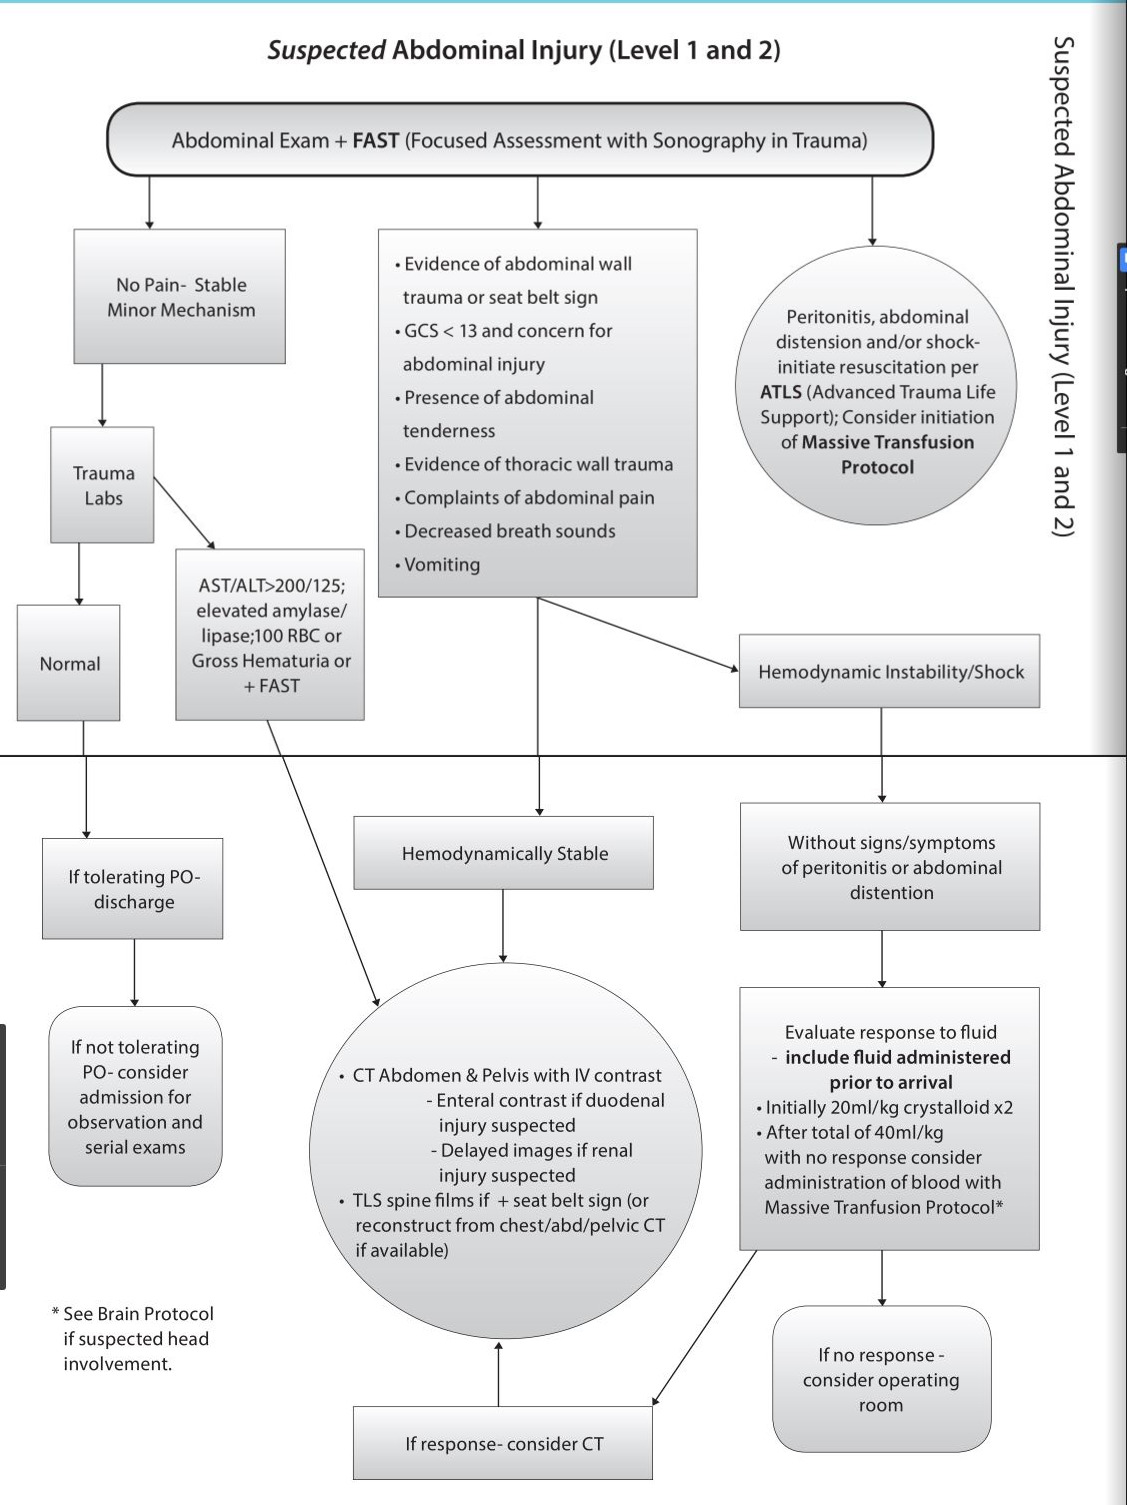 Suspected Abdominal Injury (Level 1 and 2)
Suspected Abdominal Injury (Level 1 and 2)
Abdominal Exam + FAST (Focused Assessment with Sonography in Trauma)
No Pain-  Stable
Minor Mechanism
Trauma
Labs
Normal
AST/ALT>200/125;
elevated amylase/
lipase;100 RBC or
Gross Hematuria or
+ FAST
• Evidence of abdominal wall
trauma or seat belt sign
• GCS < 13 and concern for
abdominal injury
• Presence of abdominal
tenderness
• Evidence of thoracic wall trauma
• Complaints of abdominal pain
• Decreased breath sounds
• Vomiting
Peritonitis, abdominal
distension and/or shock-
initiate resuscitation per
ATLS (Advanced Trauma Life
Support); Consider initiation
of Massive Transfusion
Protocol
Hemodynamic Instability/Shock
If tolerating PO-
discharge
If not tolerating
PO- consider
admission for
observation and
serial exams
Hemodynamically Stable
• CT Abdomen & Pelvis with IV contrast
- Enteral contrast if duodenal
injury suspected
- Delayed images if renal
injury suspected
• TLS spine films if  + seat belt sign (or
reconstruct from chest/abd/pelvic CT
if available)
Without signs/symptoms
of peritonitis or abdominal
distention
Evaluate response to fluid
- include fluid administered
prior to arrival
• Initially 20ml/kg crystalloid x2
• After total of 40ml/kg
with no response consider
administration of blood with
Massive Tranfusion Protocol*
If no response -
consider operating
room
If response- consider CT
* See Brain Protocol
if suspected head
involvement.